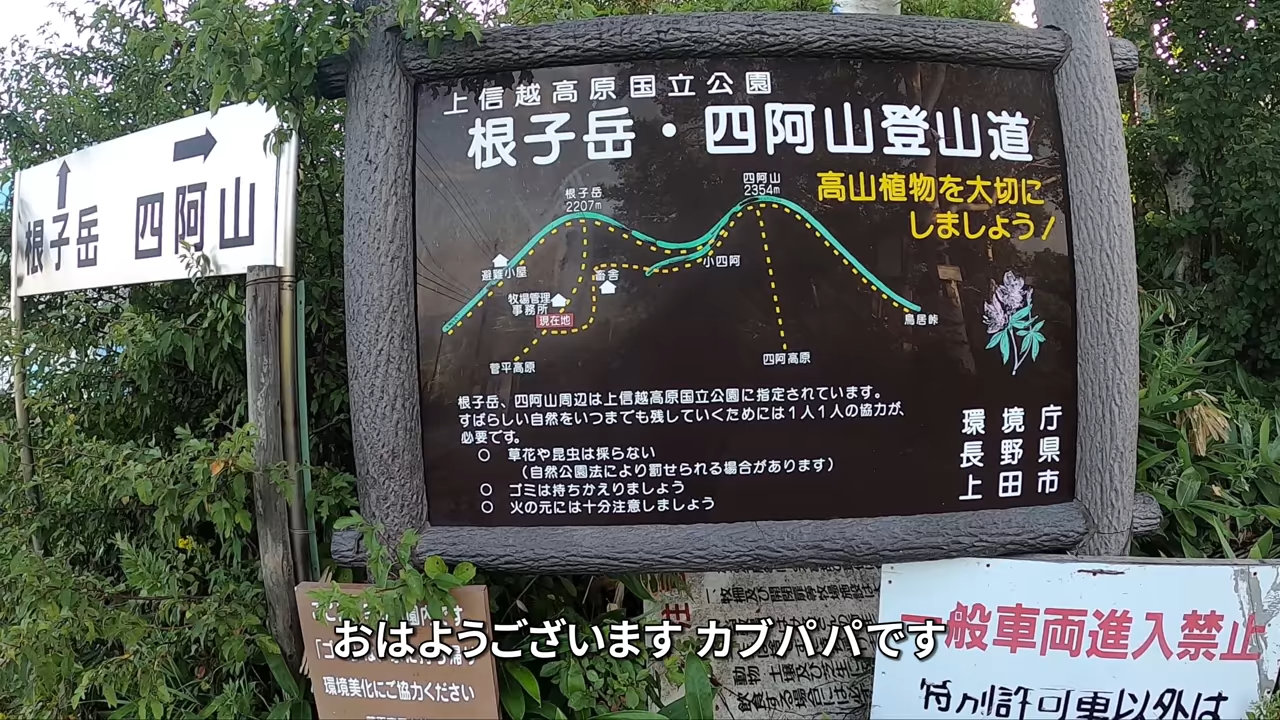 根子岳 四阿山
上信越高原国立公園
根子岳・四阿山登山道
高山植物を大切に
しましょう!
根子岳
2207m
四阿山
2354m
避難小屋
畜舎
小四阿
牧場管理
事務所
現在地
鳥居峠
菅平高原
四阿高原
根子岳、四阿山周辺は上信越高原国立公園に指定されています。
すばらしい自然をいつまでも残していくためには1人1人の協力が、
必要です。
○ 草花や昆虫は採らない
(自然公園法により罰せられる場合があります)
○ ゴミは持ちかえりましょう
○ 火の元には十分注意しましょう
環境庁
長野県
上田市
環境美化にご協力ください
一般車両進入禁止
特別許可車以外は
おはようございます カブパパです